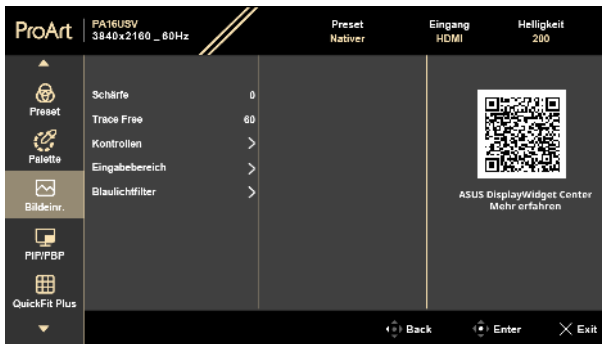 ProArt
PA16USV
3840x2160 _ 60Hz
Preset
Nativer
Eingang
HDMI
Helligkeit
200
Preset
Palette
Bildeinr.
PIP/PBP
QuickFit Plus
Schärfe 0
Trace Free 60
Kontrollen
Eingabebereich
Blaulichtfilter
ASUS DisplayWidget Center
Mehr erfahren
Back
Enter
Exit